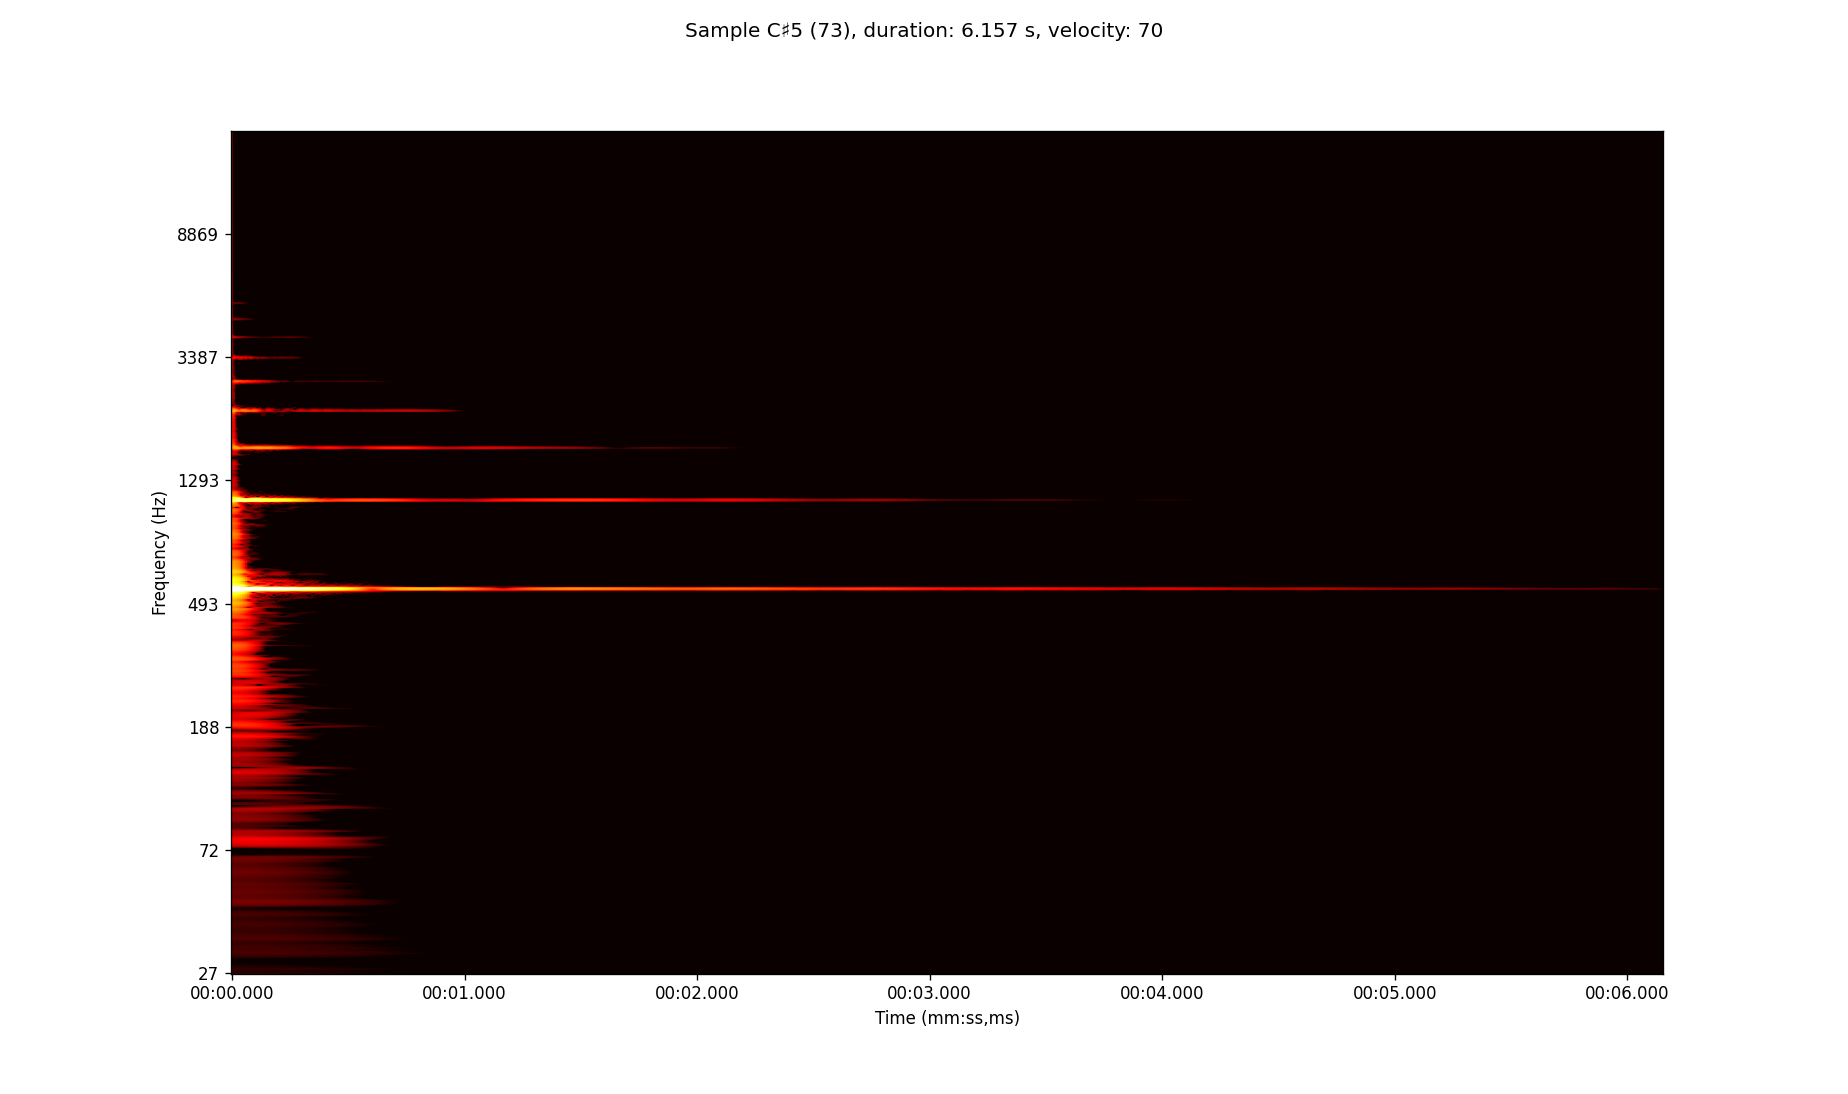 Sample C♯5 (73), duration: 6.157 s, velocity: 70
8869
3387
1293
493
188
72
27
Frequency (Hz)
00:00.000 00:01.000 00:02.000 00:03.000 00:04.000 00:05.000 00:06.000
Time (mm:ss,ms)